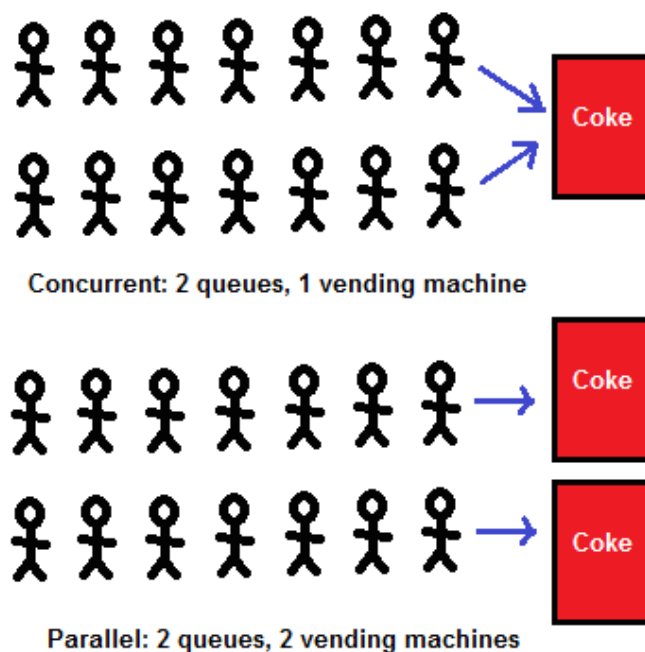 Coke
Concurrent: 2 queues, 1 vending machine
Coke
Coke
Parallel: 2 queues, 2 vending machines